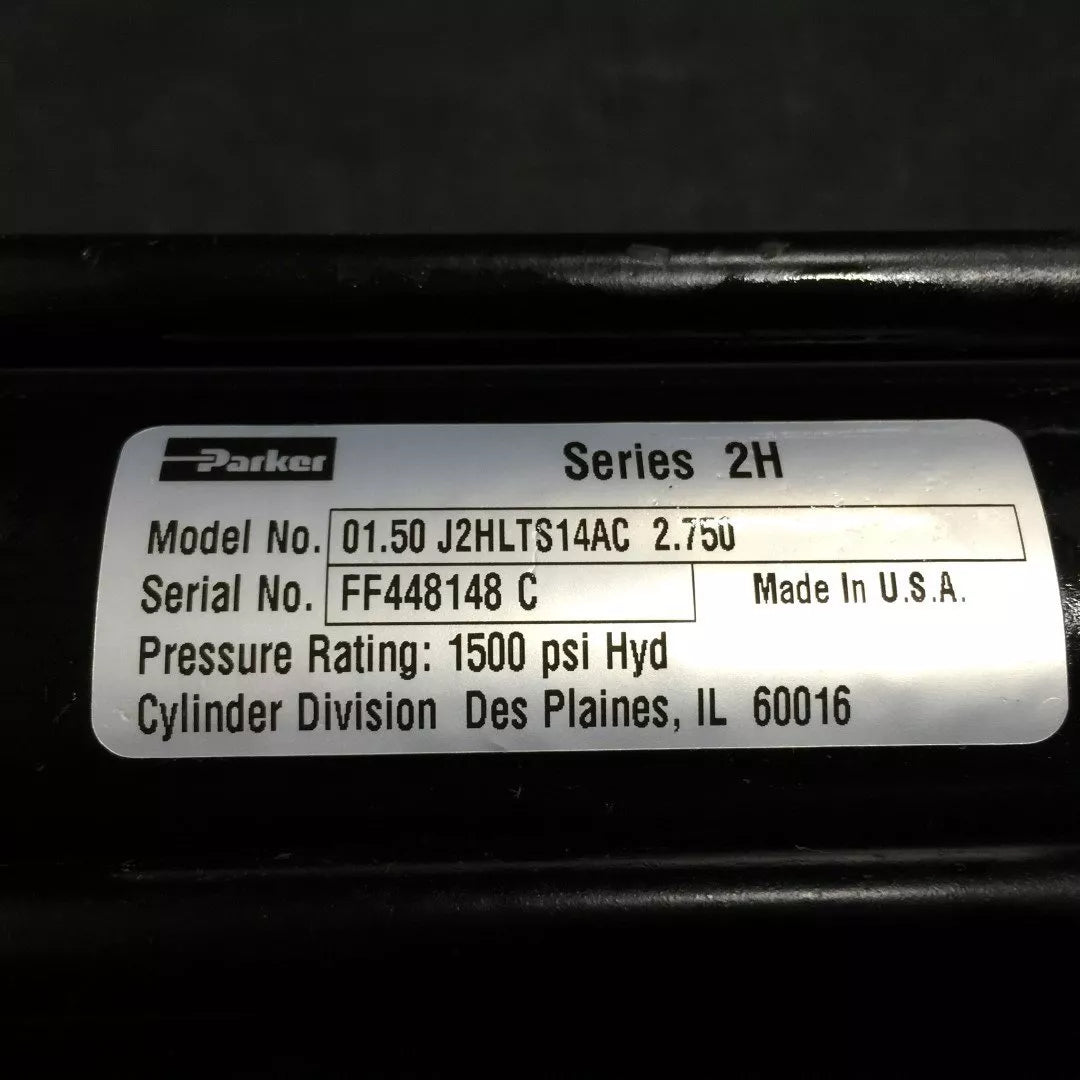 Parker Series 2H
Model No. 01.50 J2HLTS14AC 2.750
Serial No. FF448148 C Made In U.S.A.
Pressure Rating: 1500 psi Hyd
Cylinder Division Des Plaines, IL 60016